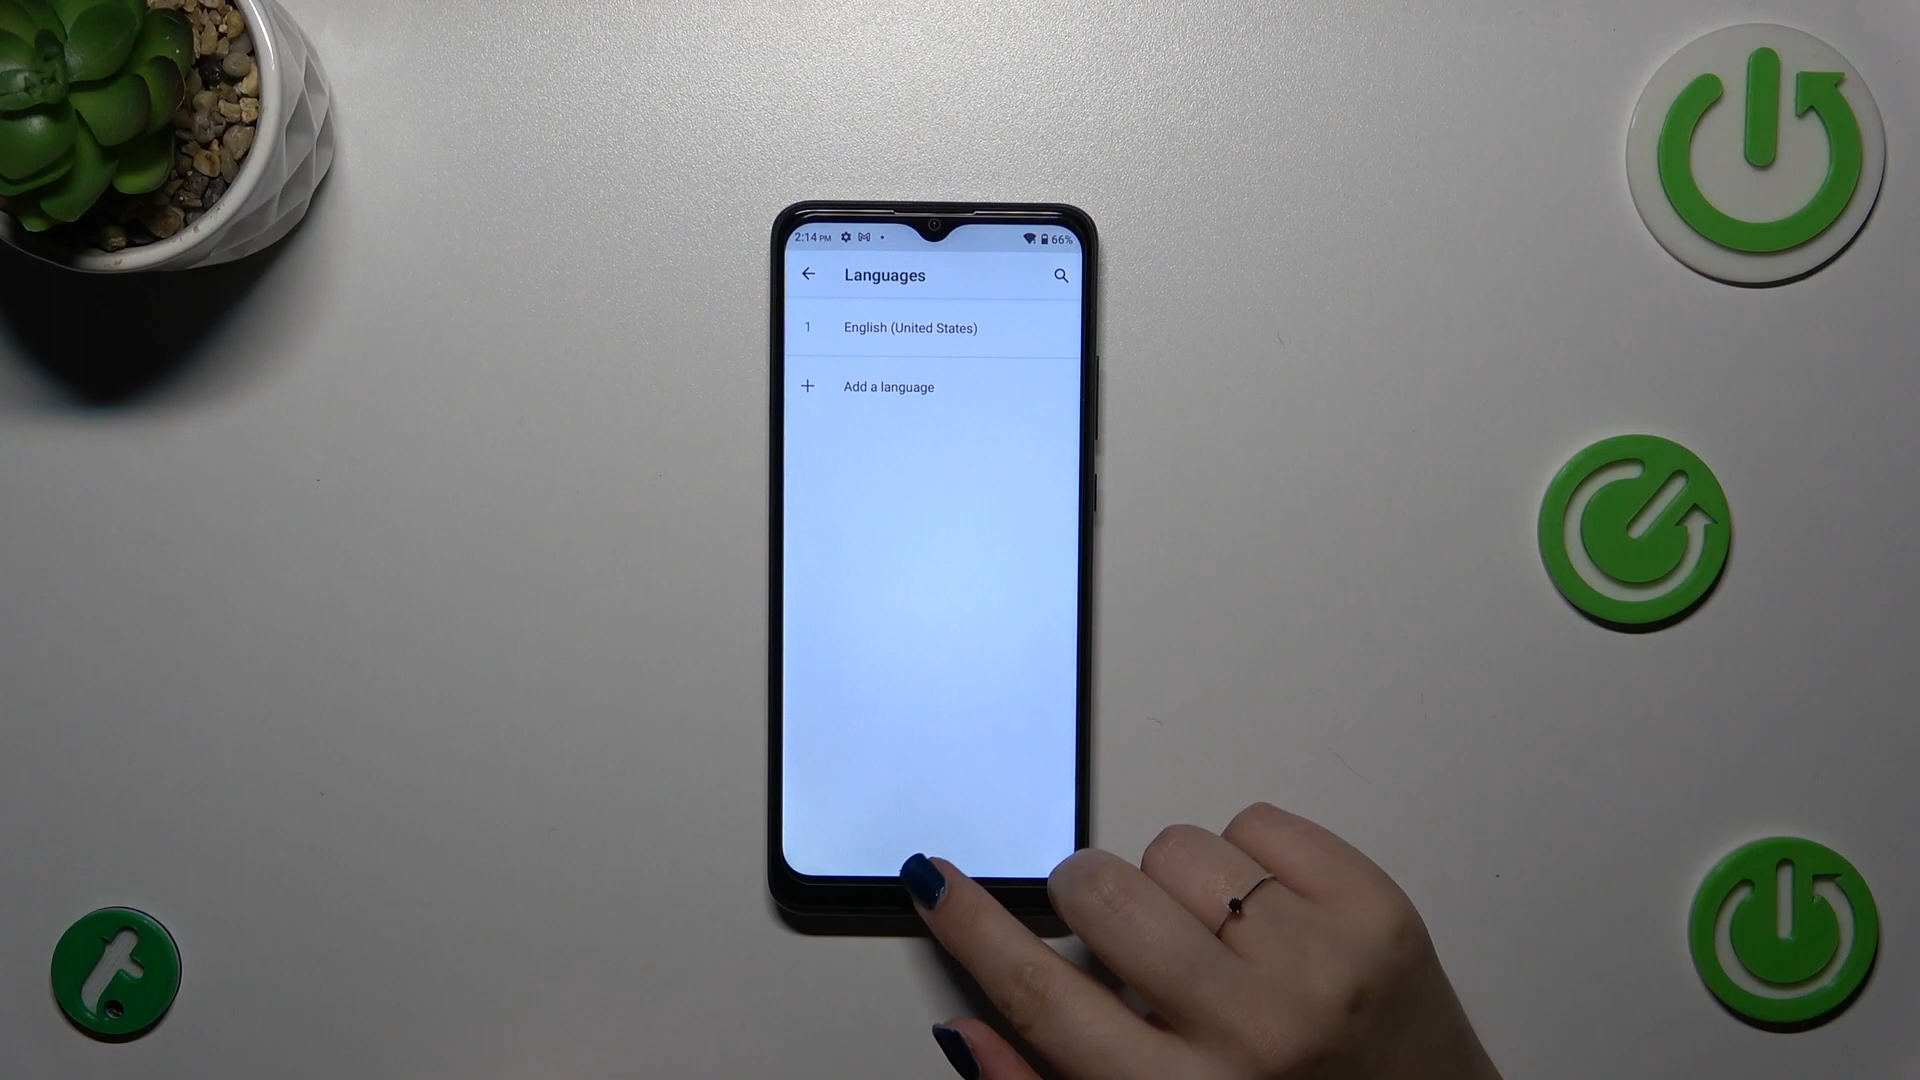 2:14 PM 66%
Languages
1 English (United States)
+ Add a language